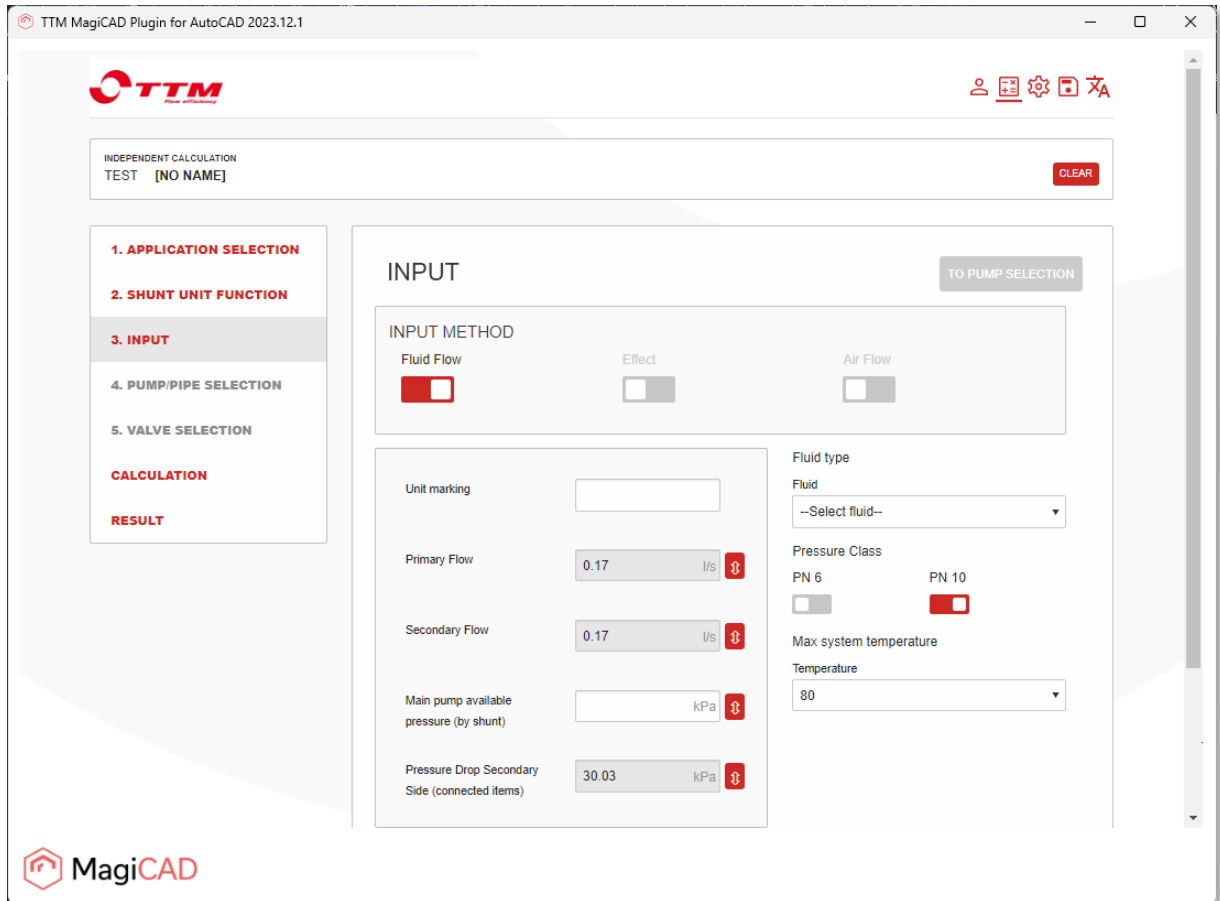 TTM MagiCAD Plugin for AutoCAD 2023.12.1
TTM
Flow efficiency
INDEPENDENT CALCULATION
TEST [NO NAME]
CLEAR
1. APPLICATION SELECTION
2. SHUNT UNIT FUNCTION
3. INPUT
4. PUMP/PIPE SELECTION
5. VALVE SELECTION
CALCULATION
RESULT
INPUT
TO PUMP SELECTION
INPUT METHOD
Fluid Flow
Effect
Air Flow
Unit marking
Primary Flow
0.17 l/s
Secondary Flow
0.17 l/s
Main pump available
pressure (by shunt)
kPa
Pressure Drop Secondary
Side (connected items)
30.03 kPa
Fluid type
Fluid
--Select fluid--
Pressure Class
PN 6 PN 10
Max system temperature
Temperature
80
MagiCAD